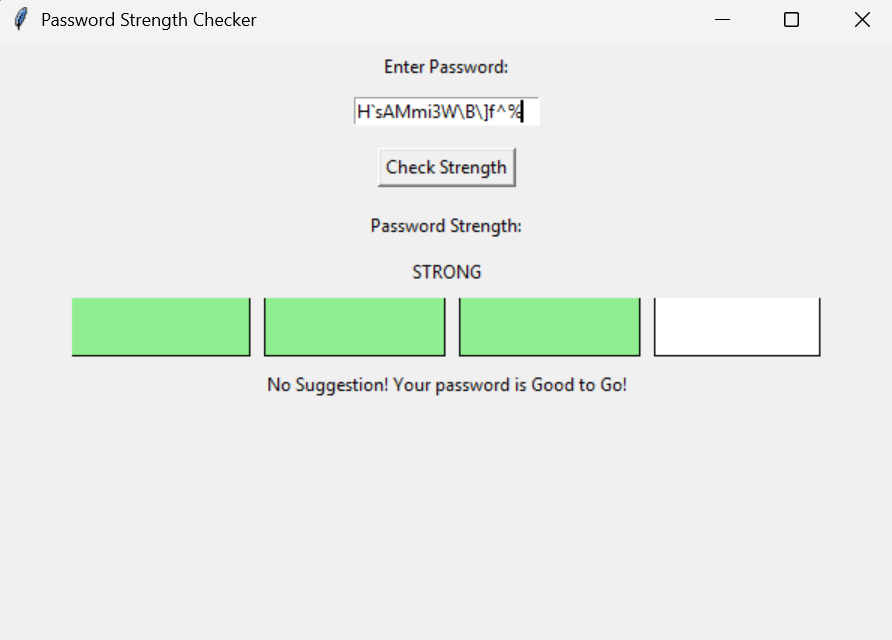 Password Strength Checker
Enter Password:
H`sAMmi3W\B\]f^%
Check Strength
Password Strength:
STRONG
No Suggestion! Your password is Good to Go!